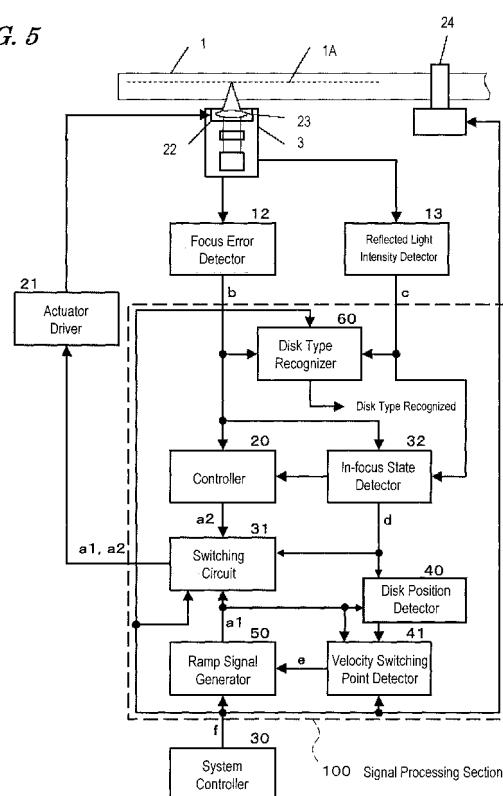 G. 5
1
1A
24
22
3
23
12
Focus Error
Detector
13
Reflected Light
Intensity Detector
21
Actuator
Driver
b
c
60
Disk Type
Recognizer
Disk Type Recognized
20
Controller
32
In-focus State
Detector
a2
d
a1, a2
31
Switching
Circuit
40
Disk Position
Detector
a1
50
Ramp Signal
Generator
e
41
Velocity Switching
Point Detector
f
30
System
Controller
100 Signal Processing Section